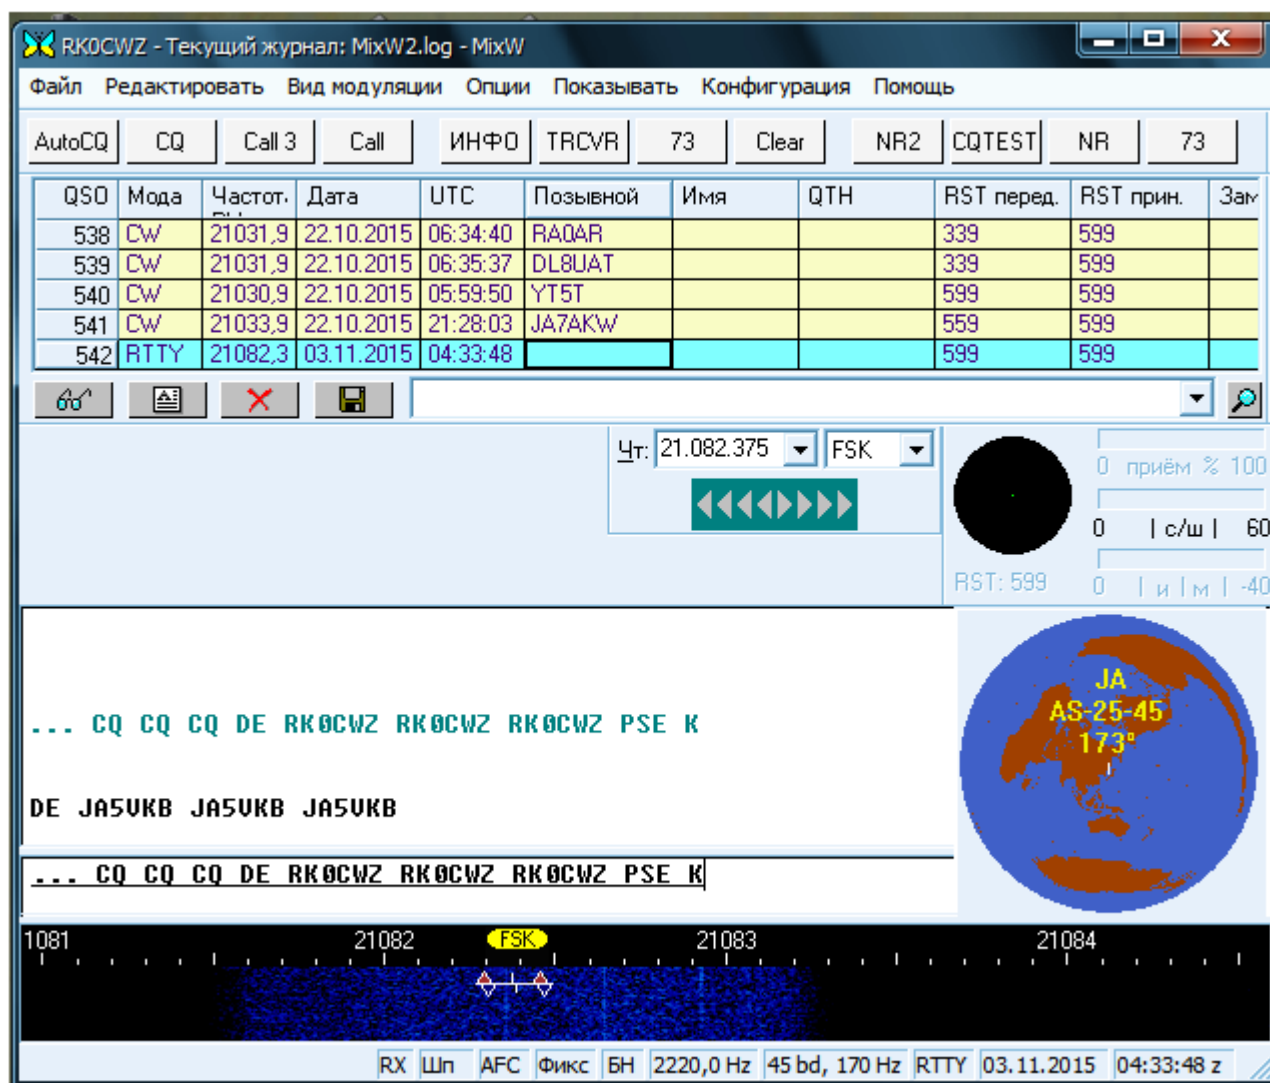 RK0CWZ - Текущий журнал: MixW2.log - MixW
Файл Редактировать Вид модуляции Опции Показывать Конфигурация Помощь
AutoCQ CQ Call 3 Call ИНФО TRCVR 73 Clear NR2 CQTEST NR 73
QSO Мода Частот. Дата UTC Позывной Имя QTH RST перед. RST прин. Зам
538 CW 21031,9 22.10.2015 06:34:40 RA0AR 339 599
539 CW 21031,9 22.10.2015 06:35:37 DL8UAT 339 599
540 CW 21030,9 22.10.2015 05:59:50 YT5T 599 599
541 CW 21033,9 22.10.2015 21:28:03 JA7AKW 559 599
542 RTTY 21082,3 03.11.2015 04:33:48 599 599
Чт: 21.082.375 FSK
0 приём % 100
0 | с/ш | 60
RST: 599 0 | и | м | -40
JA
AS-25-45
173°
... CQ CQ CQ DE RK0CWZ RK0CWZ RK0CWZ PSE K
DE JA5VKB JA5VKB JA5VKB
... CQ CQ CQ DE RK0CWZ RK0CWZ RK0CWZ PSE K
1081 21082 FSK 21083 21084
RX Шп AFC Фикс БН 2220,0 Hz 45 bd, 170 Hz RTTY 03.11.2015 04:33:48 z